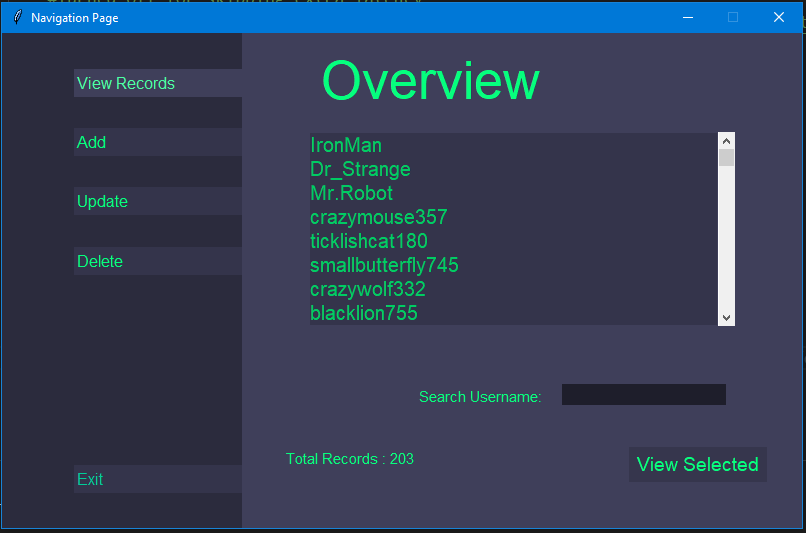 Navigation Page
View Records
Add
Update
Delete
Exit
Overview
IronMan
Dr_Strange
Mr.Robot
crazymouse357
ticklishcat180
smallbutterfly745
crazywolf332
blacklion755
Search Username:
Total Records : 203
View Selected